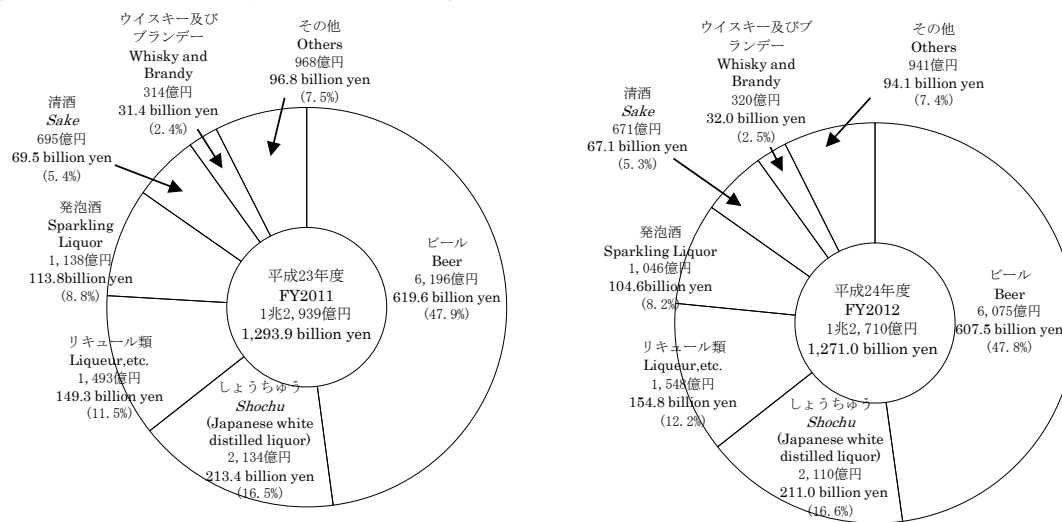 ウイスキー及び
ブランデー
Whisky and
Brandy
314億円
31.4 billion yen
(2.4%)
その他
Others
968億円
96.8 billion yen
(7.5%)
清酒
Sake
695億円
69.5 billion yen
(5.4%)
発泡酒
Sparkling
Liquor
1,138億円
113.8billion yen
(8.8%)
リキュール類
Liqueur,etc.
1,493億円
149.3 billion yen
(11.5%)
しょうちゅう
Shochu
(Japanese white
distilled liquor)
2,134億円
213.4 billion yen
(16.5%)
ビール
Beer
6,196億円
619.6 billion yen
(47.9%)
平成23年度
FY2011
1兆2,939億円
1,293.9 billion yen
ウイスキー及びブ
ランデー
Whisky and
Brandy
320億円
32.0 billion yen
(2.5%)
その他
Others
941億円
94.1 billion yen
(7.4%)
清酒
Sake
671億円
67.1 billion yen
(5.3%)
発泡酒
Sparkling Liquor
1,046億円
104.6billion yen
(8.2%)
リキュール類
Liqueur,etc.
1,548億円
154.8 billion yen
(12.2%)
しょうちゅう
Shochu
(Japanese white
distilled liquor)
2,110億円
211.0 billion yen
(16.6%)
ビール
Beer
6,075億円
607.5 billion yen
(47.8%)
平成24年度
FY2012
1兆2,710億円
1,271.0 billion yen